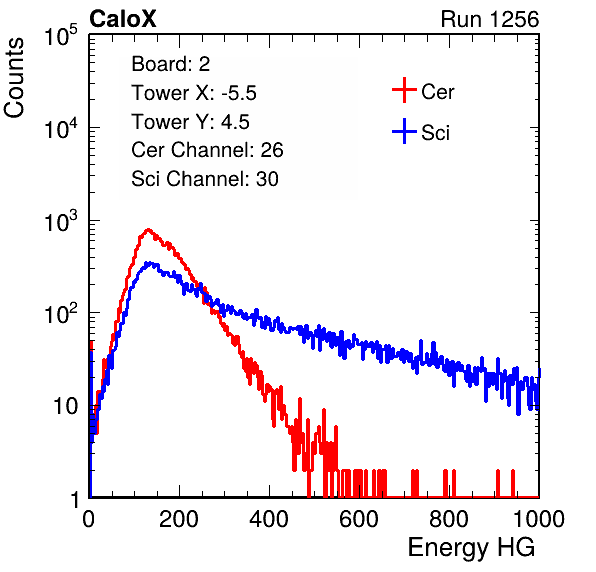 CaloX Run 1256
Counts
10^5
10^4
10^3
10^2
10
1
Board: 2
Tower X: -5.5
Tower Y: 4.5
Cer Channel: 26
Sci Channel: 30
Cer
Sci
0 200 400 600 800 1000
Energy HG